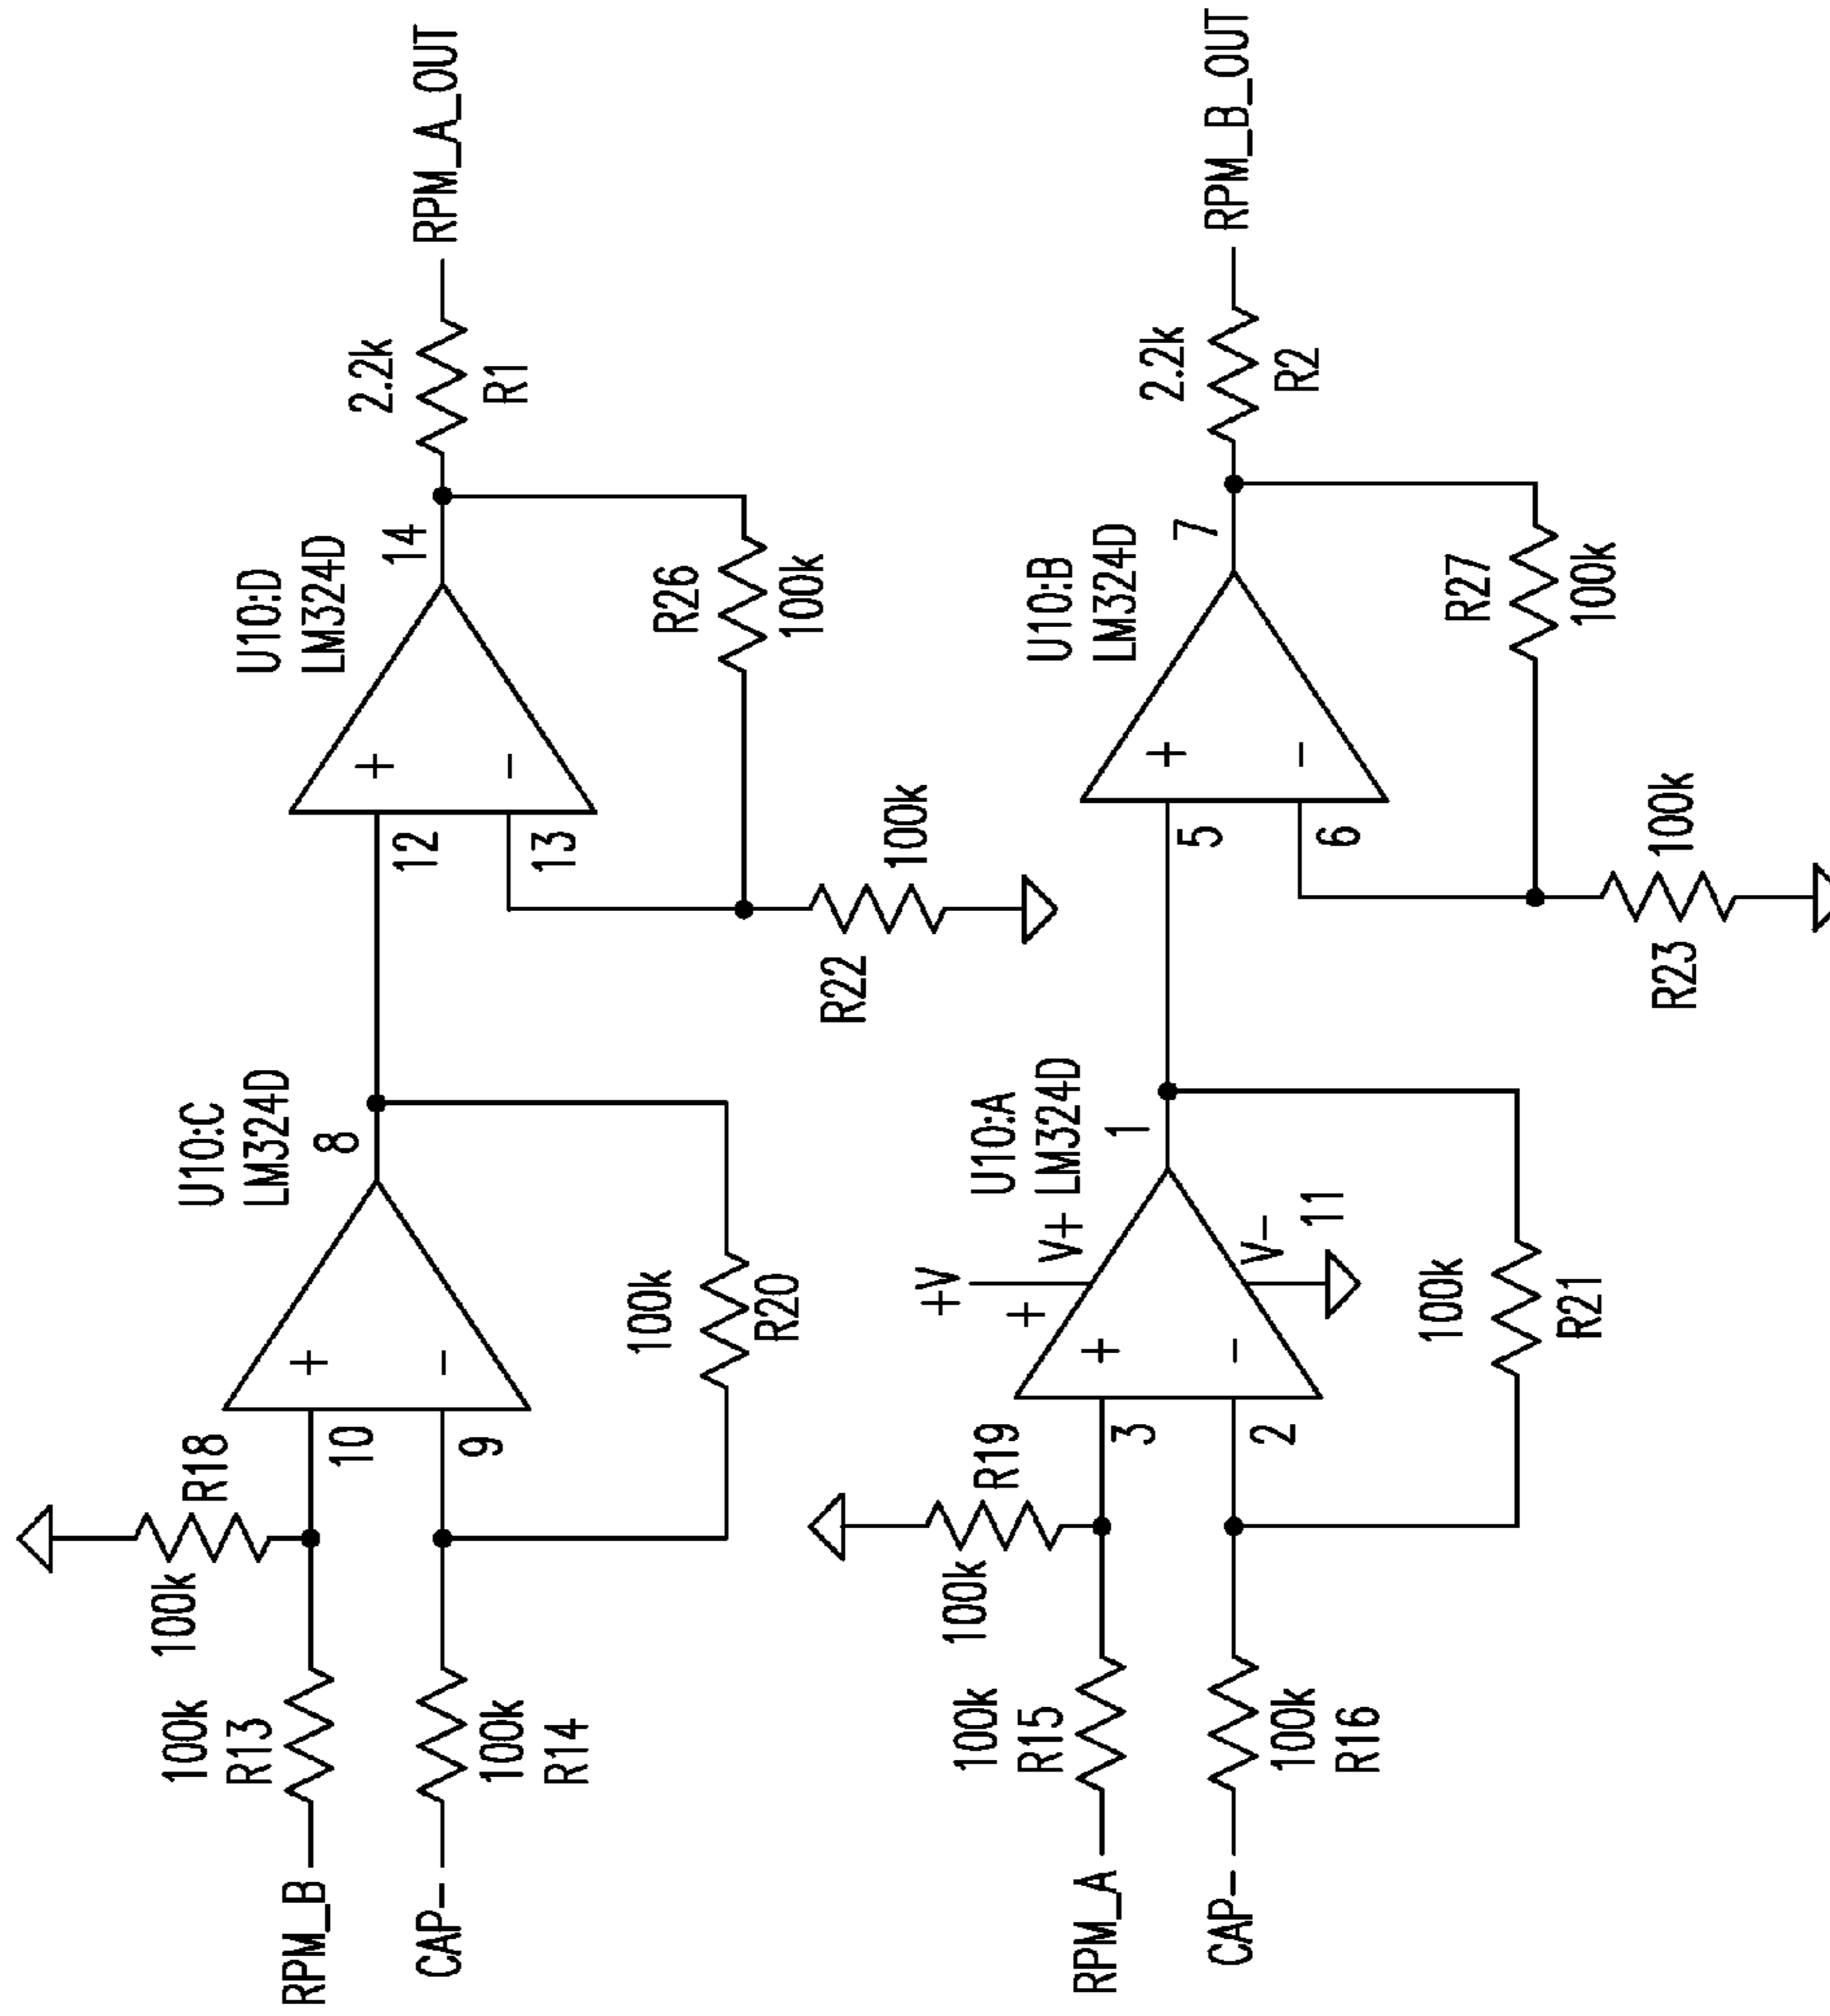 100k
R18
100k
R13
RPM_B
10
+
U10:C
LM324D
8
CAP-
100k
R14
9
-
100k
R20
12
+
U10:D
LM324D
14
2.2k
R1
RPM_A_OUT
13
-
R26
100k
R22
100k
100k
R19
100k
R15
RPM_A
3
+
+V
+
V+
U10:A
LM324D
1
CAP-
100k
R16
2
-
V-
11
100k
R21
5
+
U10:B
LM324D
7
2.2k
R2
RPM_B_OUT
6
-
R27
100k
R23
100k